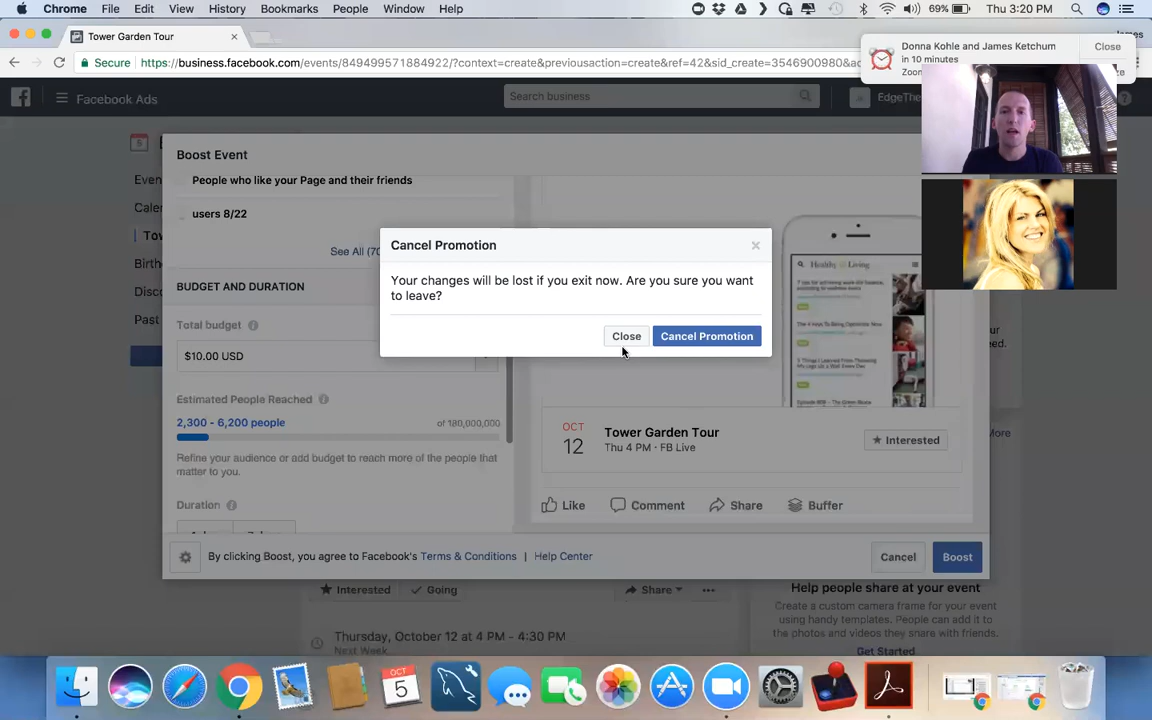 Chrome File Edit View History Bookmarks People Window Help 69% Thu 3:20 PM
Tower Garden Tour
Secure https://business.facebook.com/events/849499571884922/?context=create&previousaction=create&ref=42&sid_create=3546900980&
Donna Kohle and James Ketchum
in 10 minutes
Close
Facebook Ads
Search business
EdgeThe
Boost Event
People who like your Page and their friends
users 8/22
See All (70
BUDGET AND DURATION
Total budget
$10.00 USD
Estimated People Reached
2,300 - 6,200 people of 180,000,000
Refine your audience or add budget to reach more of the people that
matter to you.
Duration
Cancel Promotion
Your changes will be lost if you exit now. Are you sure you want
to leave?
Close Cancel Promotion
Healthy Living
OCT
12
Tower Garden Tour
Thu 4 PM · FB Live
Interested
Like Comment Share Buffer
By clicking Boost, you agree to Facebook's Terms & Conditions | Help Center
Cancel Boost
Interested Going Share
Thursday, October 12 at 4 PM - 4:30 PM
Next Week
Even
Cale
Tow
Birth
Disc
Past
More
Help people share at your event
Create a custom camera frame for your event
using handy templates. People can add it to
the photos and videos they share with friends.
Get Started
OCT
5